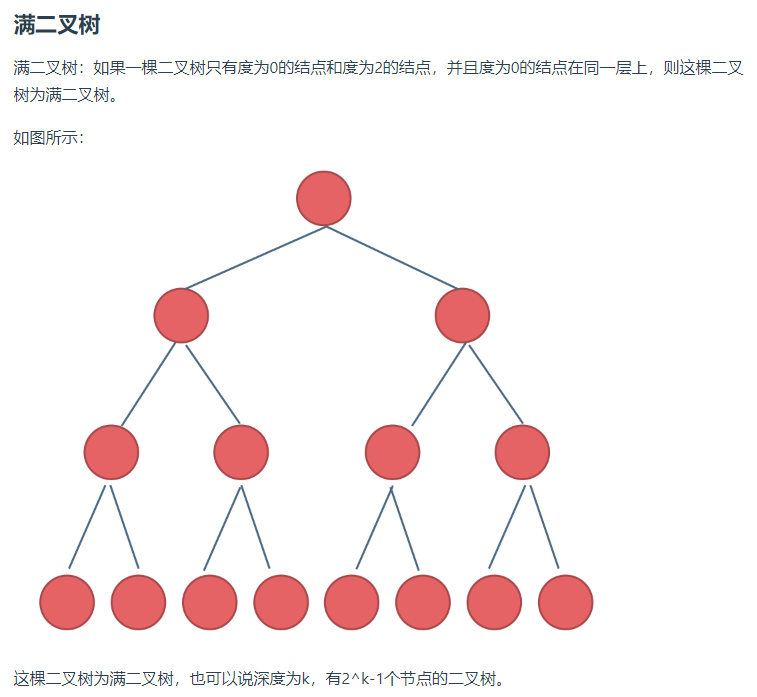 满二叉树
满二叉树：如果一棵二叉树只有度为0的结点和度为2的结点，并且度为0的结点在同一层上，则这棵二叉
树为满二叉树。
如图所示：
这棵二叉树为满二叉树，也可以说深度为k，有2^k-1个节点的二叉树。